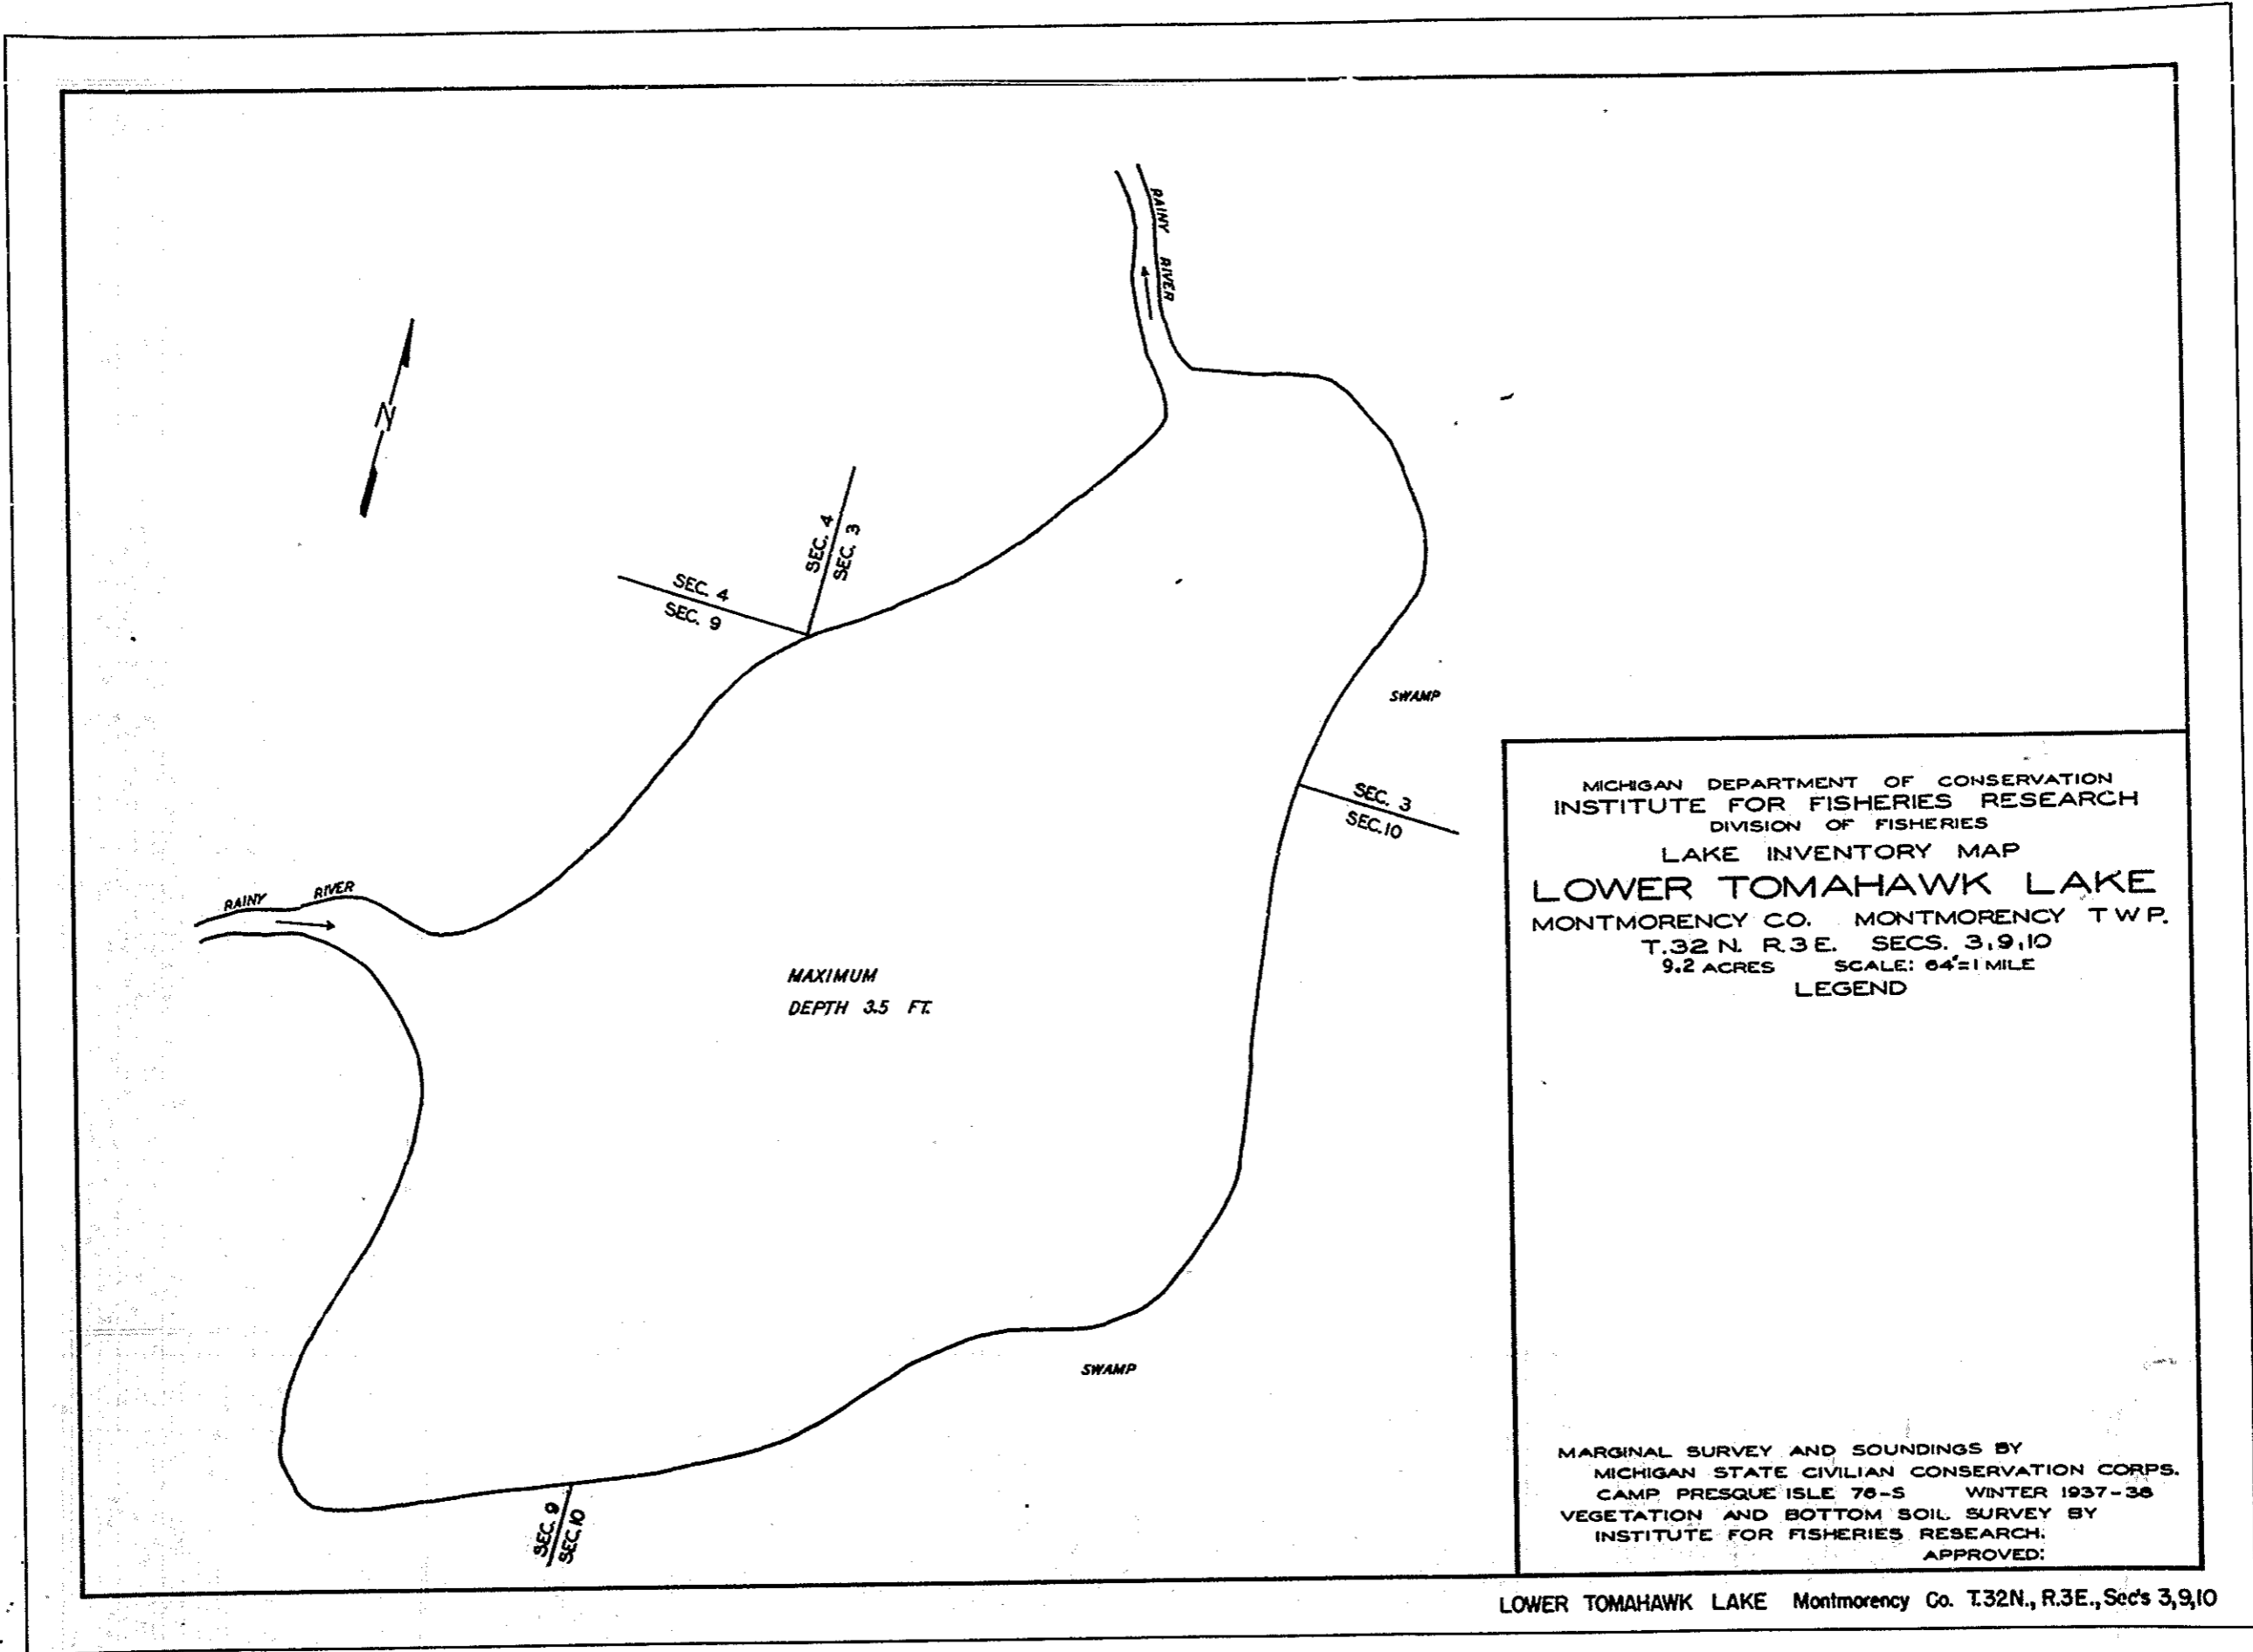 RAINY RIVER
N
SEC. 4
SEC. 3
SEC. 4
SEC. 9
SWAMP
SEC. 3
SEC. 10
RAINY RIVER
MAXIMUM
DEPTH 3.5 FT.
SWAMP
SEC. 9
SEC. 10
MICHIGAN DEPARTMENT OF CONSERVATION
INSTITUTE FOR FISHERIES RESEARCH
DIVISION OF FISHERIES
LAKE INVENTORY MAP
LOWER TOMAHAWK LAKE
MONTMORENCY CO. MONTMORENCY TWP.
T.32 N. R.3 E. SECS. 3,9,10
9.2 ACRES SCALE: 64"=1 MILE
LEGEND
MARGINAL SURVEY AND SOUNDINGS BY
MICHIGAN STATE CIVILIAN CONSERVATION CORPS.
CAMP PRESQUE ISLE 76-S WINTER 1937-38
VEGETATION AND BOTTOM SOIL SURVEY BY
INSTITUTE FOR FISHERIES RESEARCH.
APPROVED:
LOWER TOMAHAWK LAKE Montmorency Co. T.32N., R.3E., Sec's 3,9,10